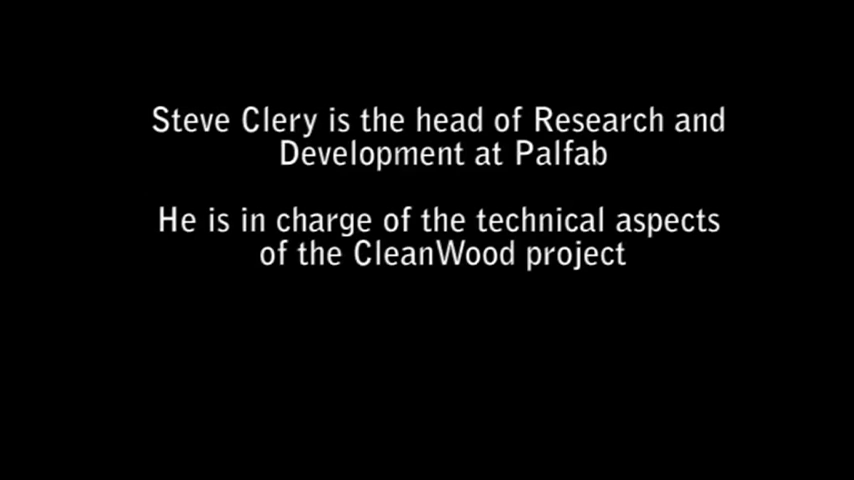 Steve Clery is the head of Research and
Development at Palfab
He is in charge of the technical aspects
of the CleanWood project